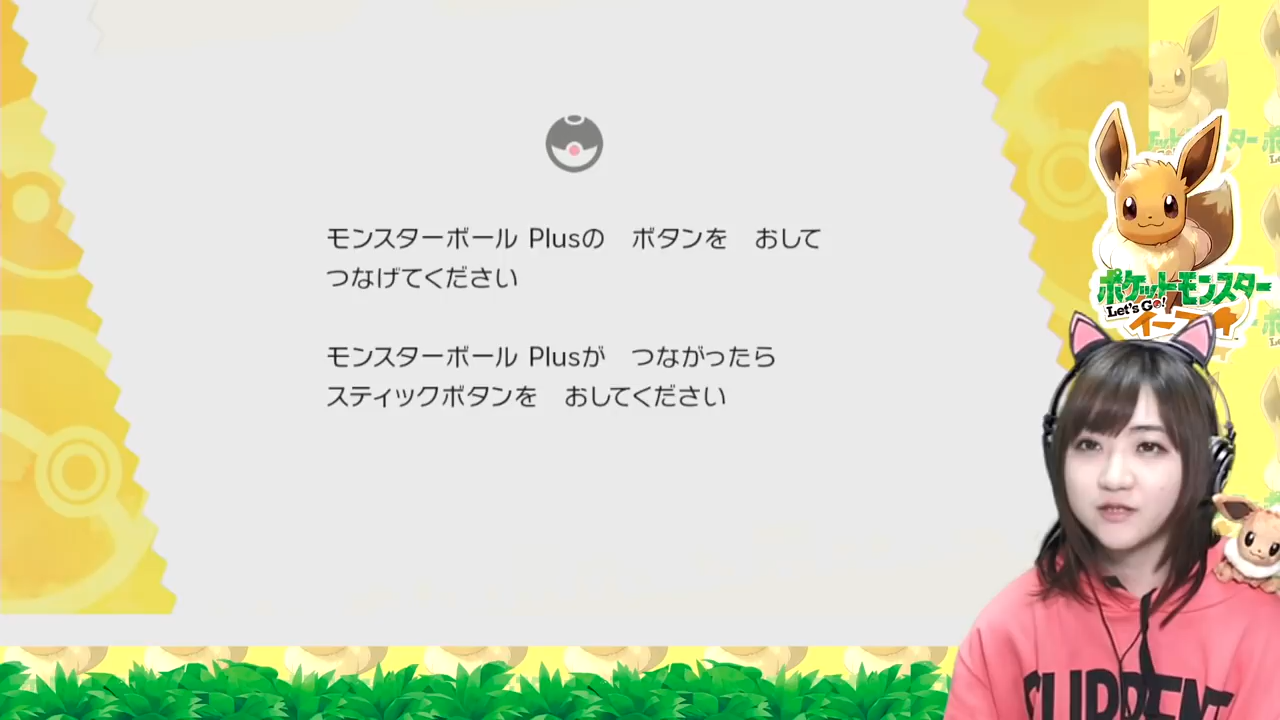 モンスターボール Plusの　ボタンを　おして
つなげてください
モンスターボール Plusが　つながったら
スティックボタンを　おしてください
ポケットモンスター
Let's Go!
イーブイ